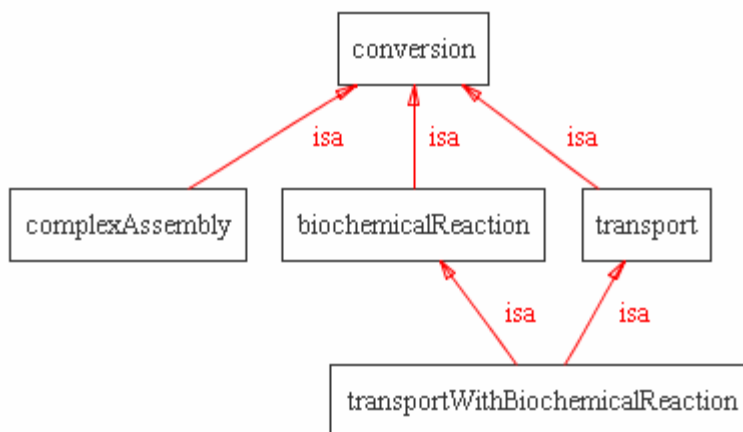 conversion
isa
isa
isa
complexAssembly
biochemicalReaction
transport
isa
isa
transportWithBiochemicalReaction